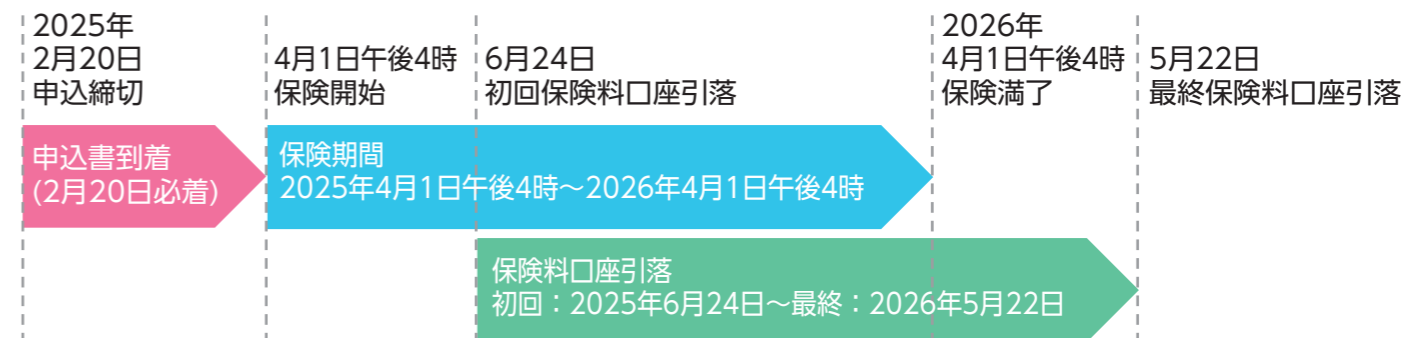 2025年
2月20日
申込締切
4月1日午後4時
保険開始
6月24日
初回保険料口座引落
2026年
4月1日午後4時
保険満了
5月22日
最終保険料口座引落
申込書到着
(2月20日必着)
保険期間
2025年4月1日午後4時～2026年4月1日午後4時
保険料口座引落
初回：2025年6月24日～最終：2026年5月22日